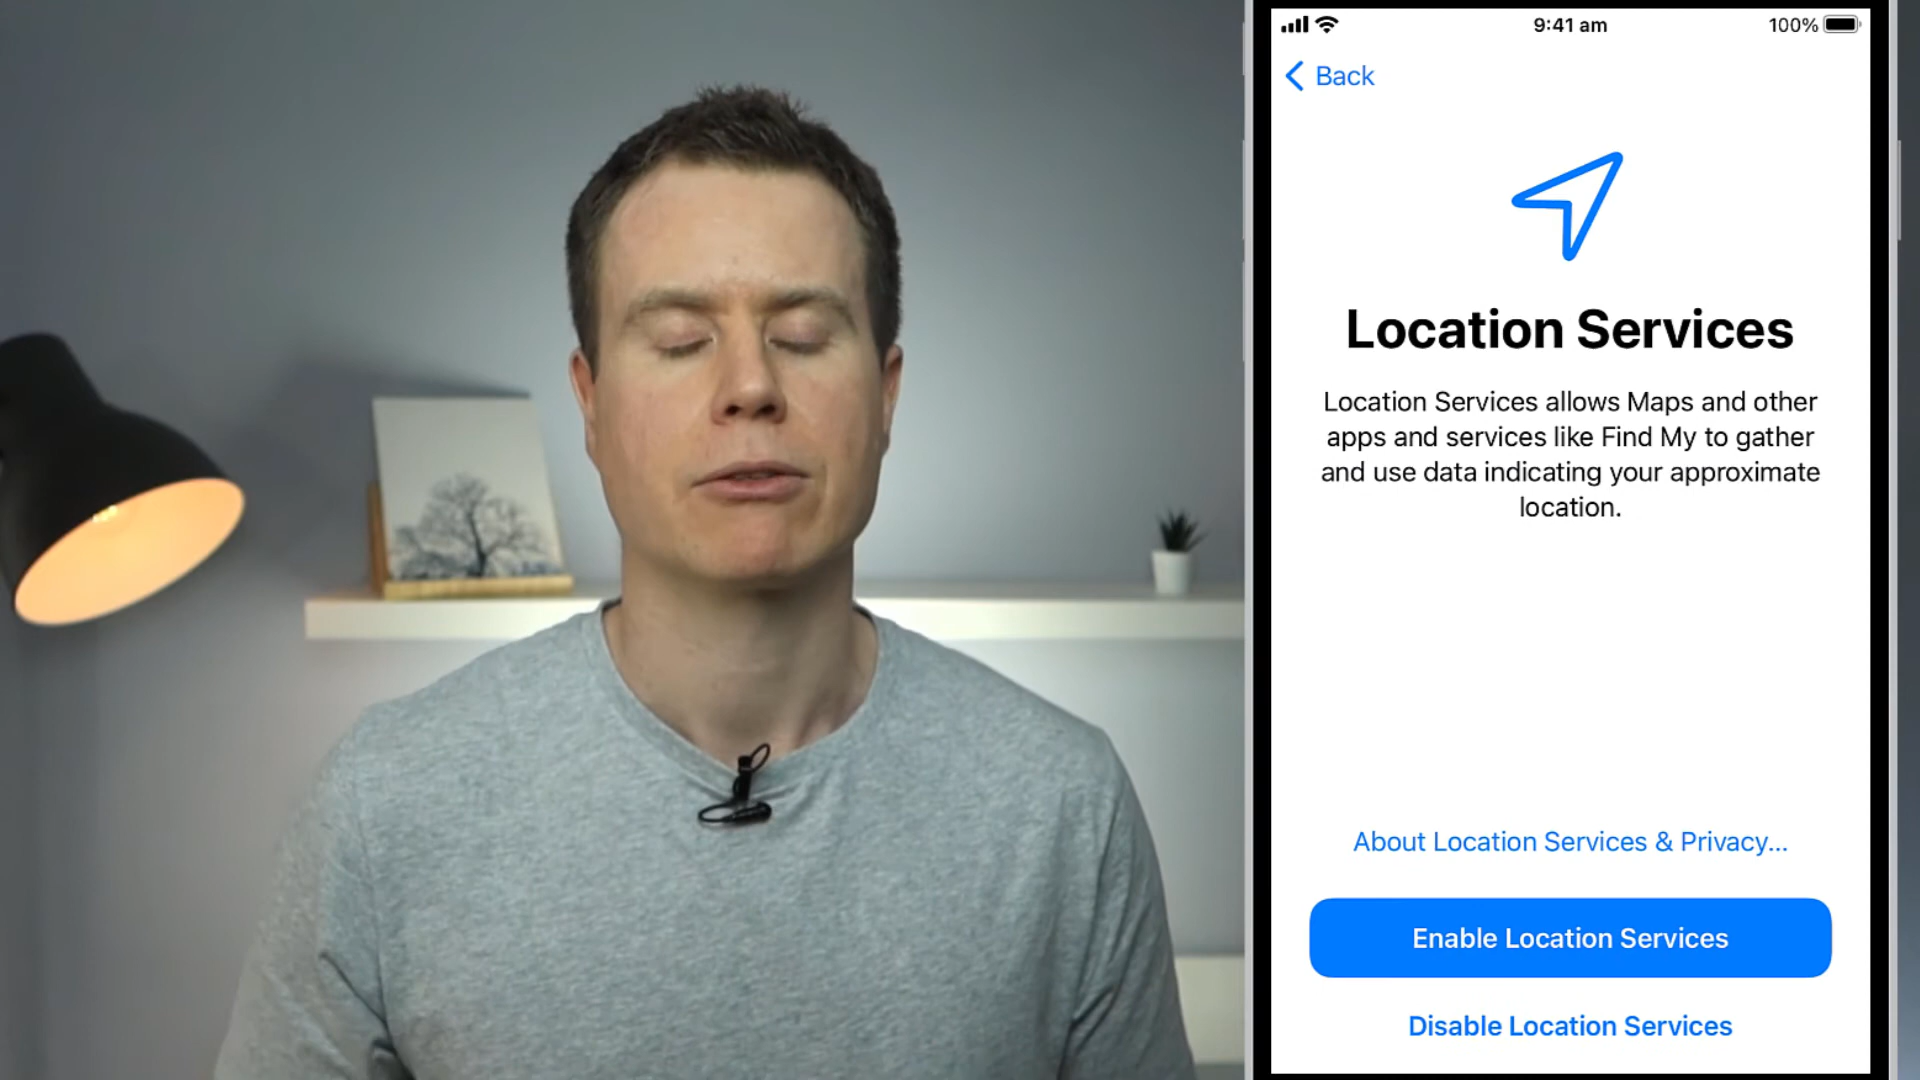 9:41 am
100%
Back
Location Services
Location Services allows Maps and other
apps and services like Find My to gather
and use data indicating your approximate
location.
About Location Services & Privacy...
Enable Location Services
Disable Location Services